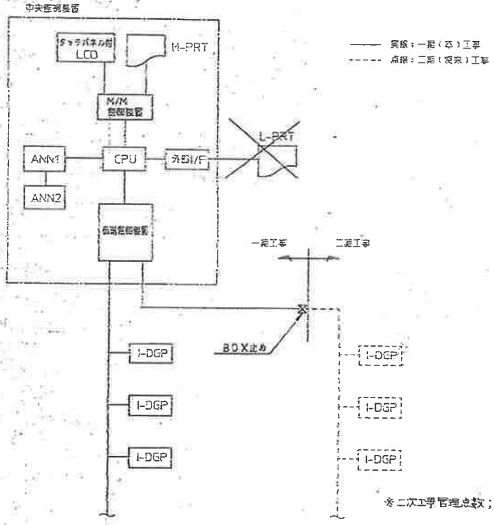 中央監視装置
タッチパネル付
LCD
M-PRT
実線：一期（本）工事
点線：二期（将来）工事
M/M
制御装置
L-PRT
ANN1
CPU
外部I/F
ANN2
伝送制御装置
一期工事
二期工事
BOX止め
I-DGP
I-DGP
I-DGP
I-DGP
I-DGP
I-DGP
※二次工事管理点数；